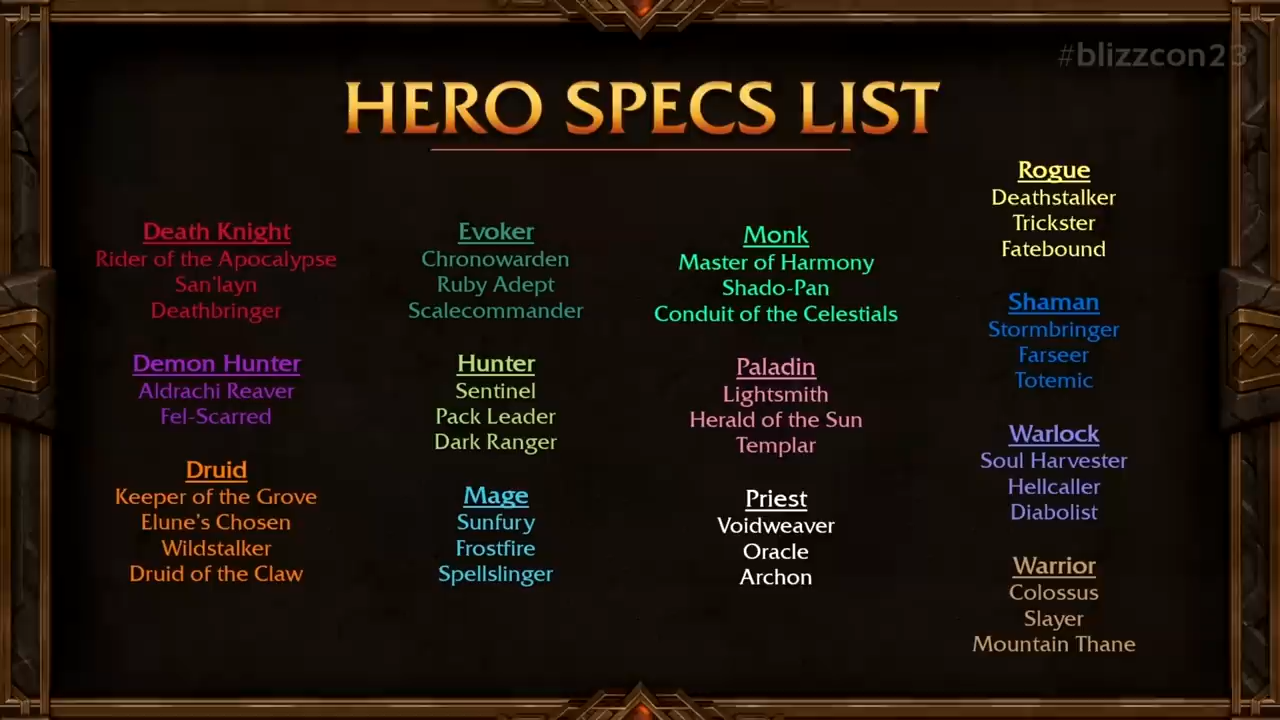 #blizzcon23
HERO SPECS LIST
Death Knight
Rider of the Apocalypse
San'layn
Deathbringer
Demon Hunter
Aldrachi Reaver
Fel-Scarred
Druid
Keeper of the Grove
Elune's Chosen
Wildstalker
Druid of the Claw
Evoker
Chronowarden
Ruby Adept
Scalecommander
Hunter
Sentinel
Pack Leader
Dark Ranger
Mage
Sunfury
Frostfire
Spellslinger
Monk
Master of Harmony
Shado-Pan
Conduit of the Celestials
Paladin
Lightsmith
Herald of the Sun
Templar
Priest
Voidweaver
Oracle
Archon
Rogue
Deathstalker
Trickster
Fatebound
Shaman
Stormbringer
Farseer
Totemic
Warlock
Soul Harvester
Hellcaller
Diabolist
Warrior
Colossus
Slayer
Mountain Thane